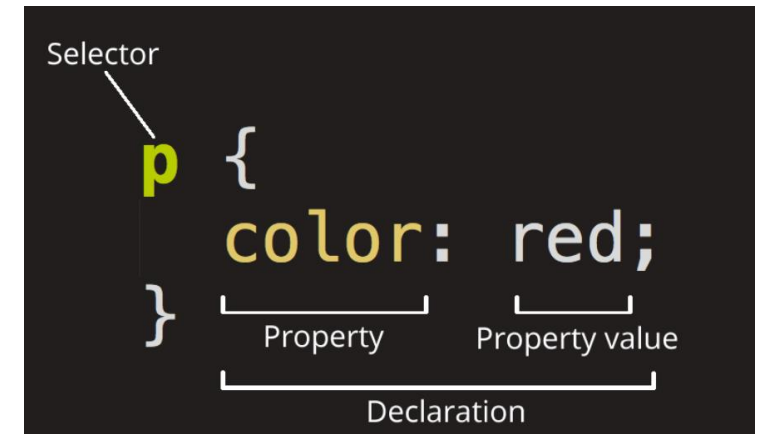 Selector
p {
color: red;
}
Property
Property value
Declaration